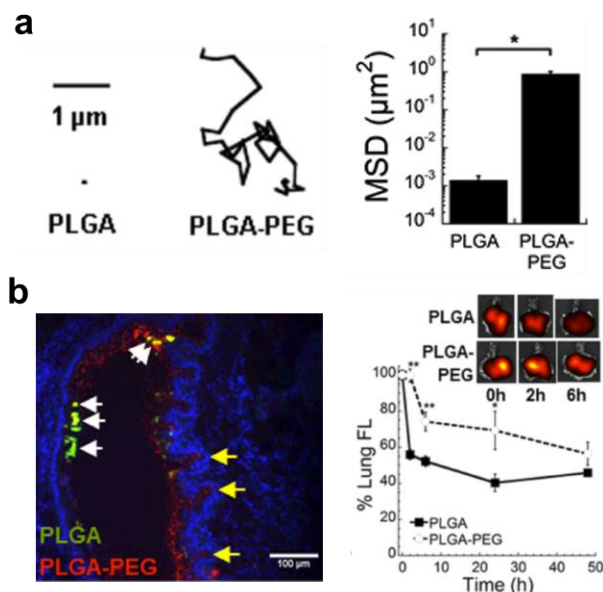 a
1 µm
PLGA
PLGA-PEG
MSD (µm²)
*
10¹
10⁰
10⁻¹
10⁻²
10⁻³
10⁻⁴
PLGA
PLGA-
PEG
b
PLGA
PLGA-PEG
100 µm
PLGA
PLGA-
PEG
0h 2h 6h
% Lung FL
100
80
60
40
20
0
**
**
*
PLGA
PLGA-PEG
0 10 20 30 40 50
Time (h)